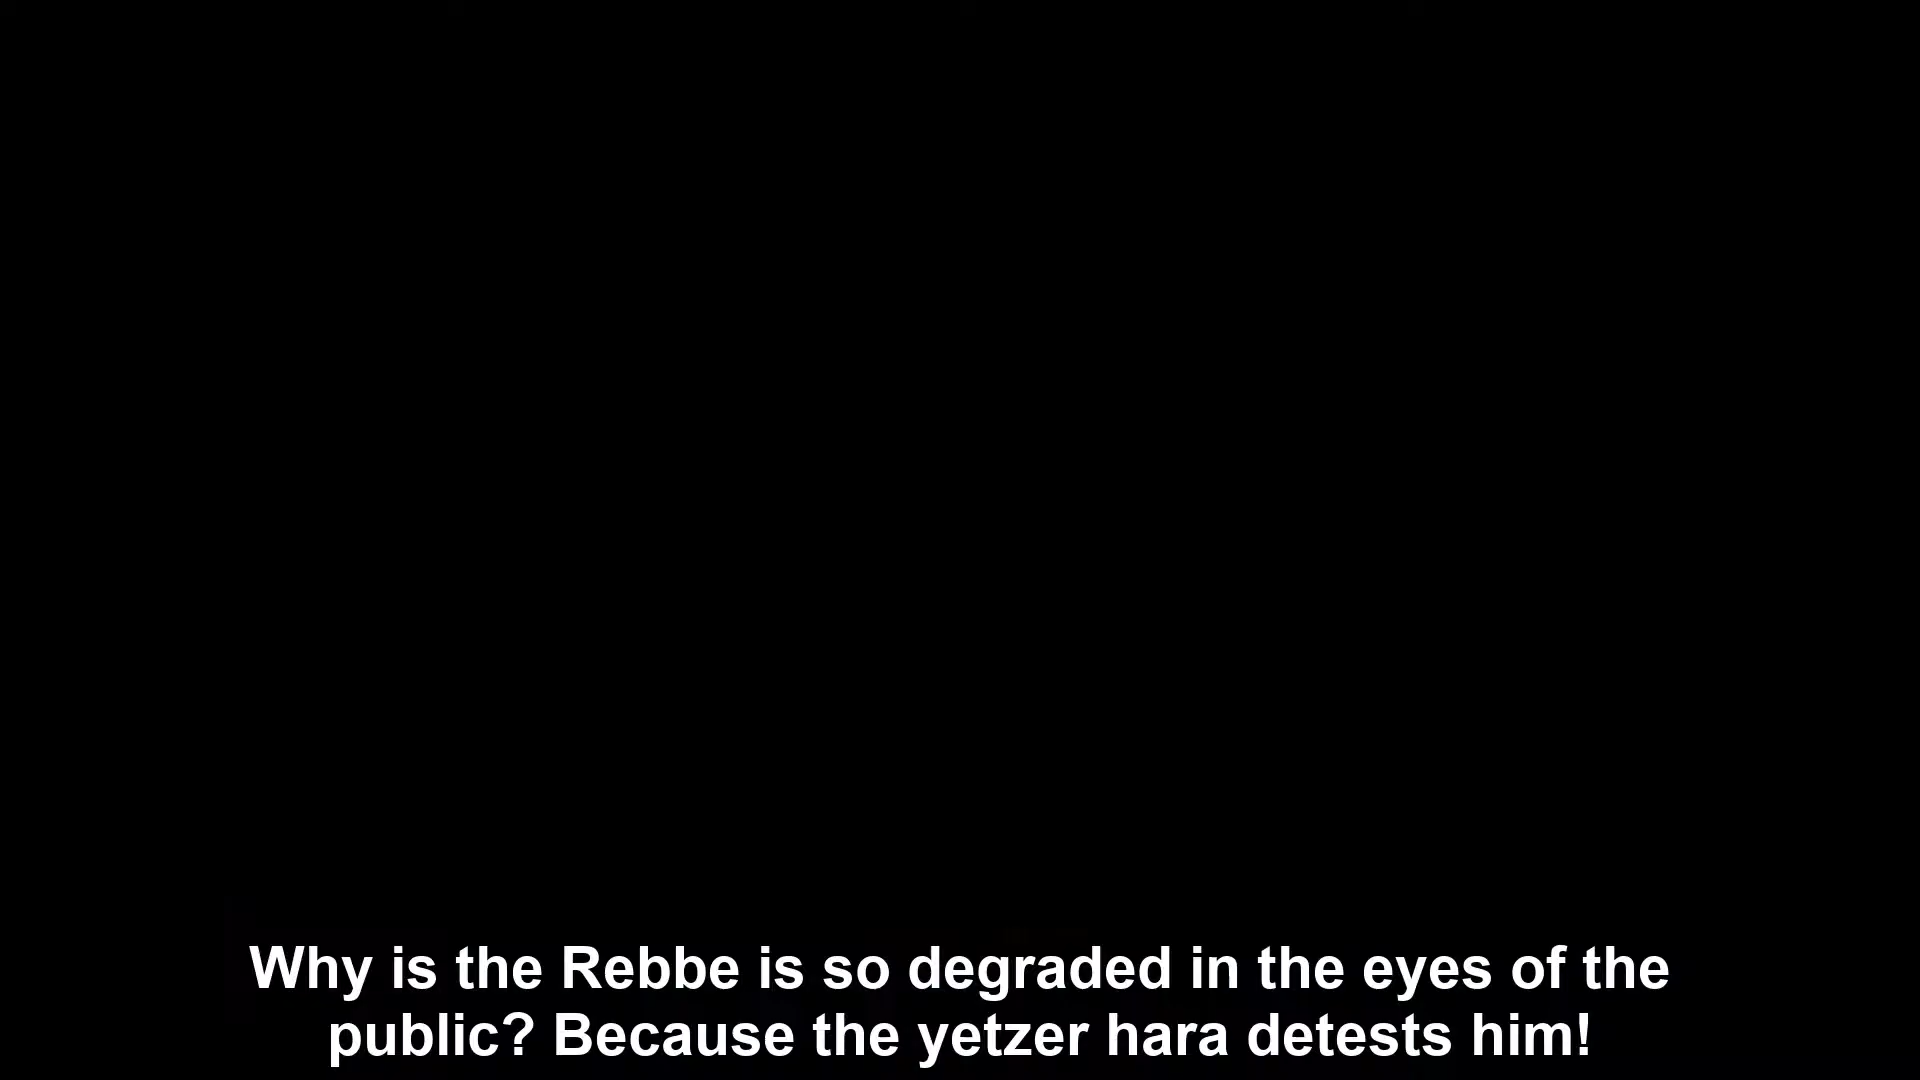 Why is the Rebbe is so degraded in the eyes of the
public? Because the yetzer hara detests him!